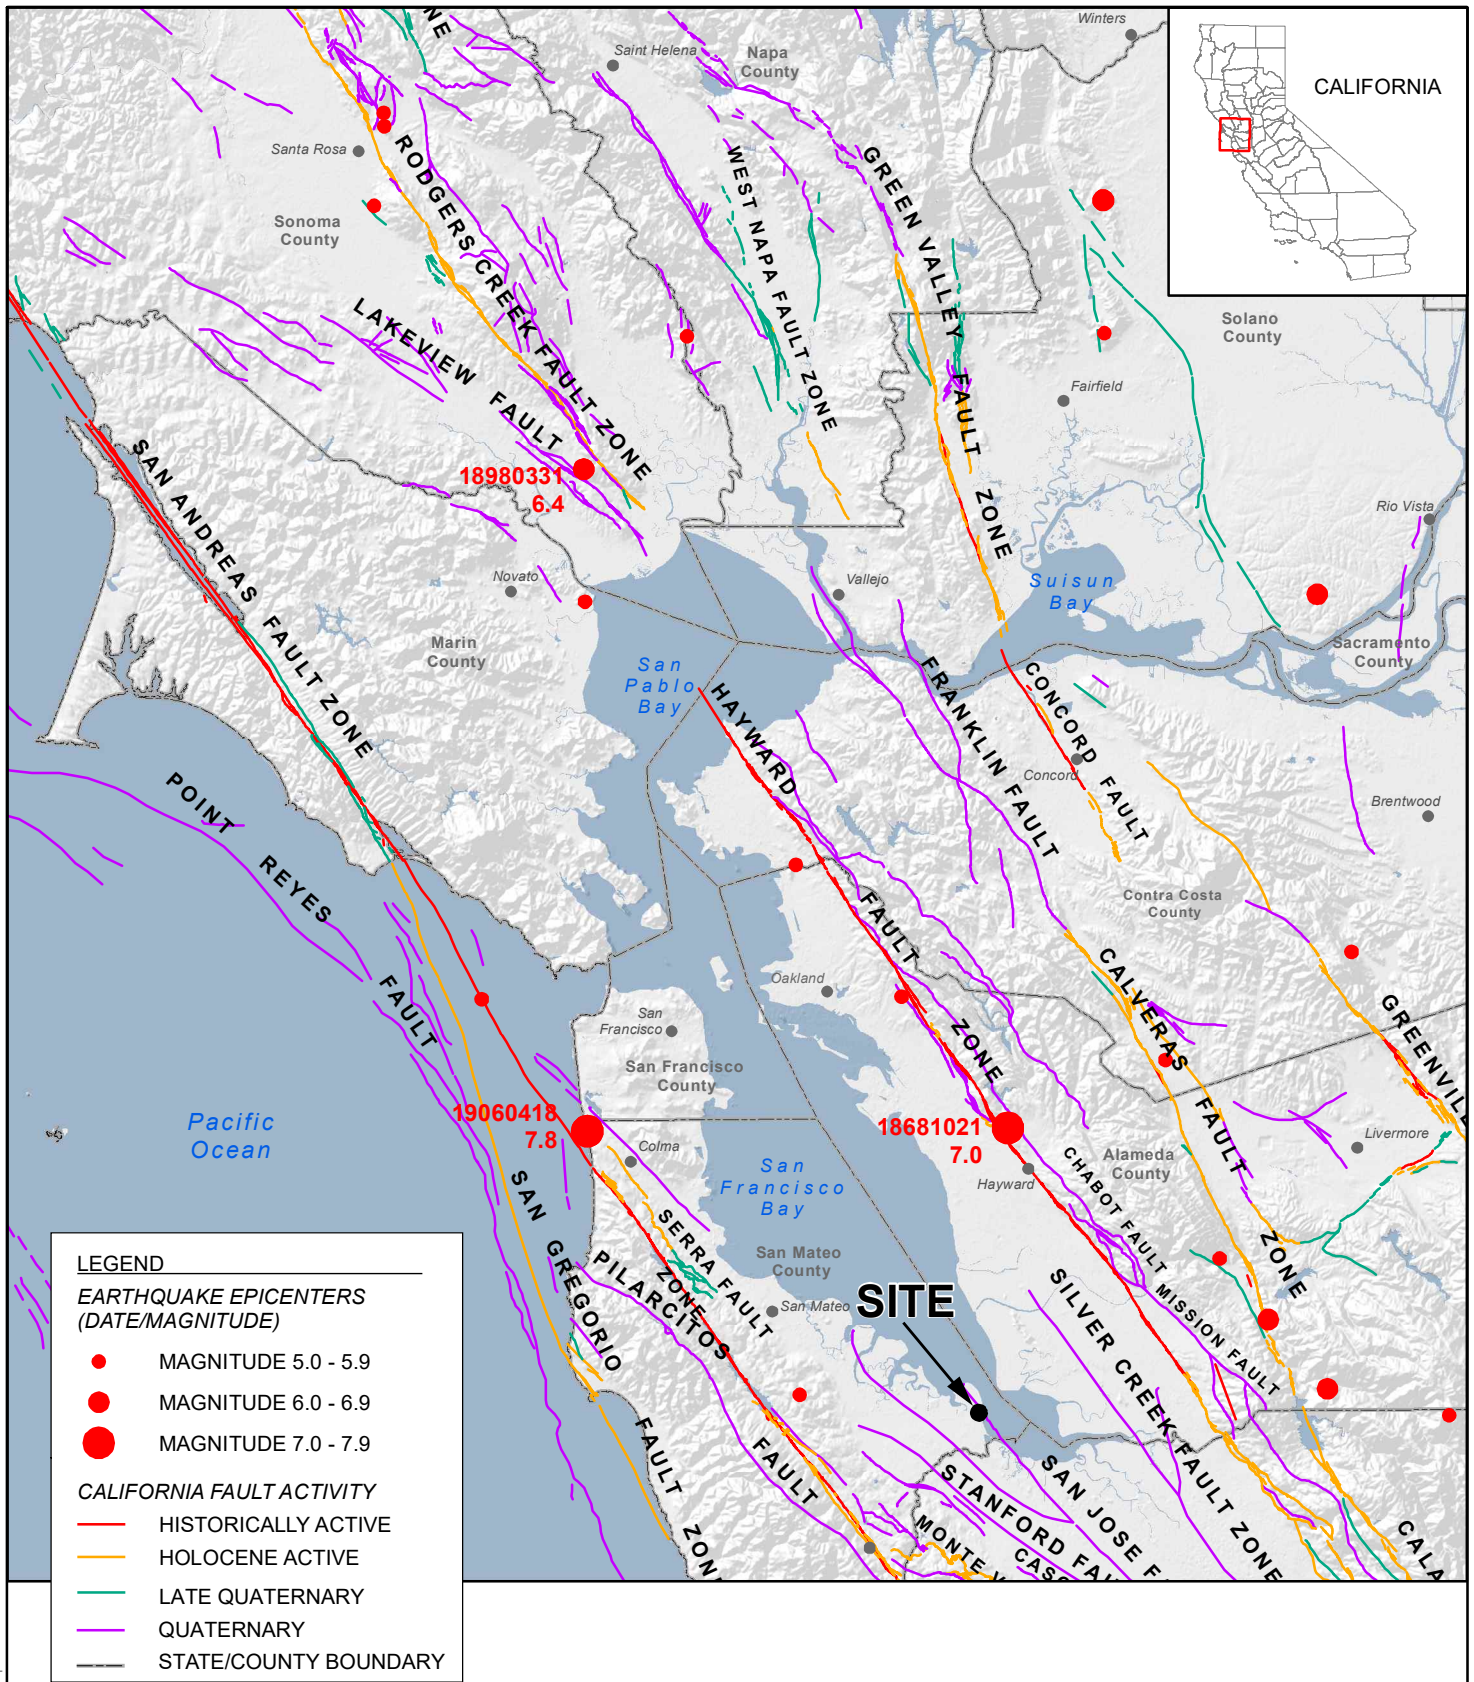 ZONE
Winters
Saint Helena
Napa
County
CALIFORNIA
Santa Rosa
RODGERS CREEK FAULT ZONE
WEST NAPA FAULT ZONE
GREEN VALLEY FAULT ZONE
Sonoma
County
Solano
County
LAKEVIEW FAULT
Fairfield
18980331
6.4
SAN ANDREAS FAULT ZONE
Rio Vista
Novato
Vallejo
Suisun
Bay
Marin
County
Sacramento
County
San
Pablo
Bay
HAYWARD FAULT ZONE
FRANKLIN FAULT
CONCORD FAULT
Concord
POINT REYES FAULT
Brentwood
Contra Costa
County
Oakland
CALVERAS FAULT ZONE
GREENVILLE
San
Francisco
San Francisco
County
Pacific
Ocean
19060418
7.8
Colma
18681021
7.0
Livermore
Alameda
County
Hayward
CHABOT FAULT
San
Francisco
Bay
SAN GREGORIO FAULT ZON
SERRA FAULT
ZONE
PILARCITOS FAULT
San Mateo
County
San Mateo
SITE
MISSION FAULT
SILVER CREEK FAULT ZONE
SAN JOSE F
STANFORD FAU
CASC
MONTE V
CALA
LEGEND
EARTHQUAKE EPICENTERS
(DATE/MAGNITUDE)
MAGNITUDE 5.0 - 5.9
MAGNITUDE 6.0 - 6.9
MAGNITUDE 7.0 - 7.9
CALIFORNIA FAULT ACTIVITY
HISTORICALLY ACTIVE
HOLOCENE ACTIVE
LATE QUATERNARY
QUATERNARY
STATE/COUNTY BOUNDARY